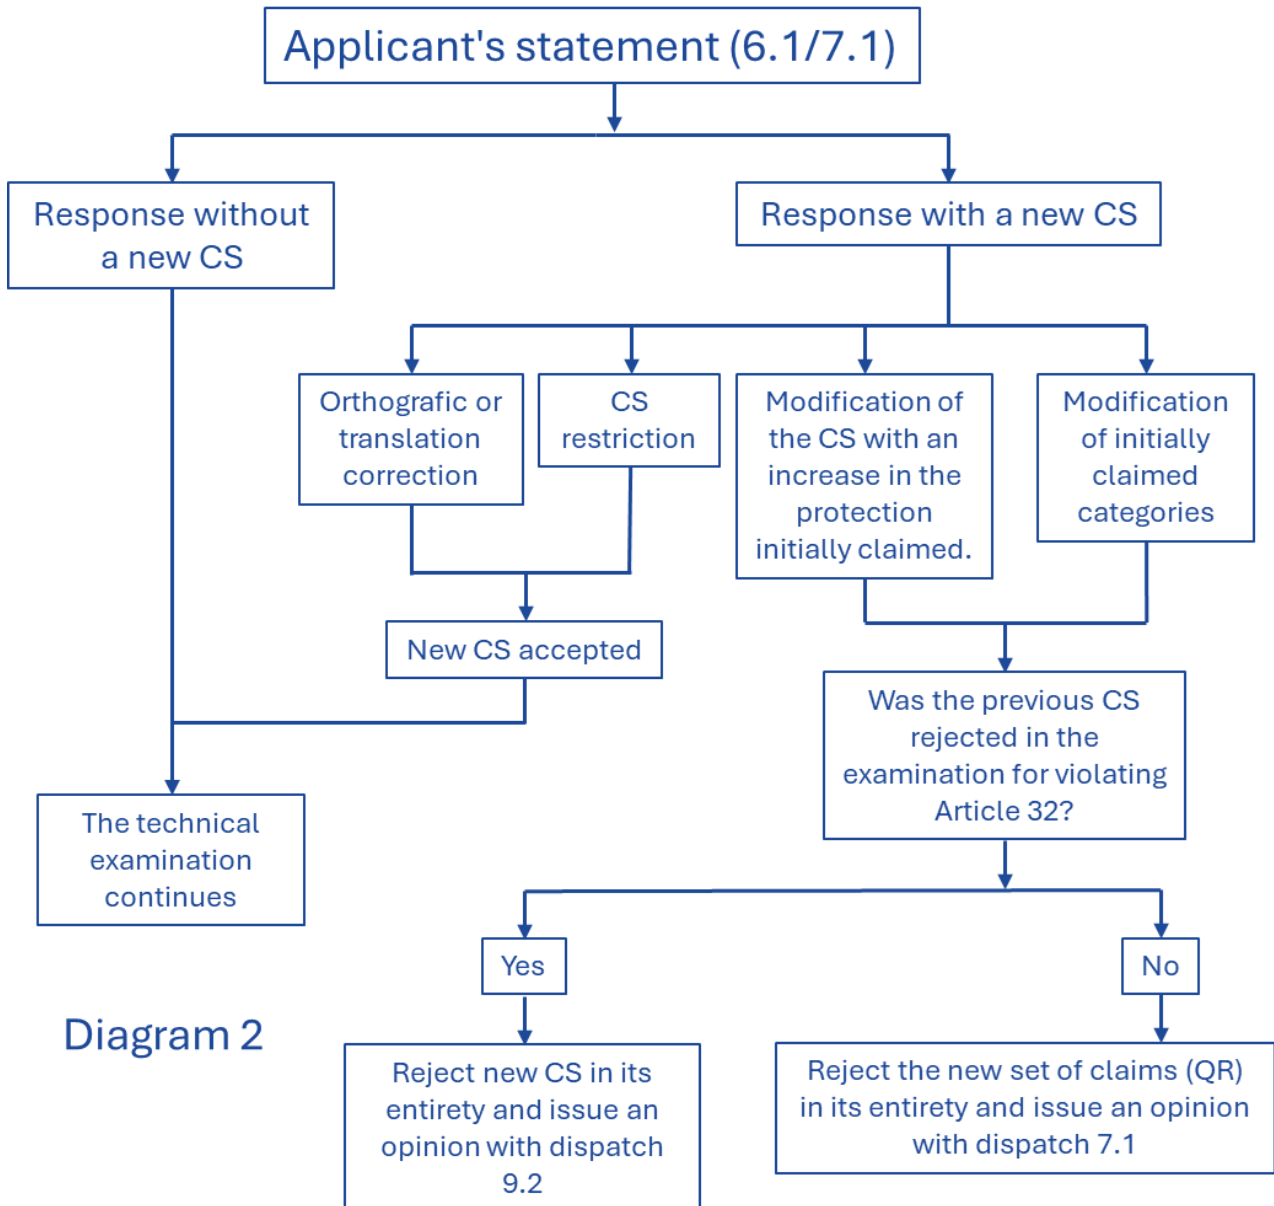 Applicant's statement (6.1/7.1)
Response without
a new CS
Response with a new CS
Orthografic or
translation
correction
CS
restriction
Modification of
the CS with an
increase in the
protection
initially claimed.
Modification
of initially
claimed
categories
New CS accepted
Was the previous CS
rejected in the
examination for violating
Article 32?
The technical
examination
continues
Yes
No
Diagram 2
Reject new CS in its
entirety and issue an
opinion with dispatch
9.2
Reject the new set of claims (QR)
in its entirety and issue an opinion
with dispatch 7.1